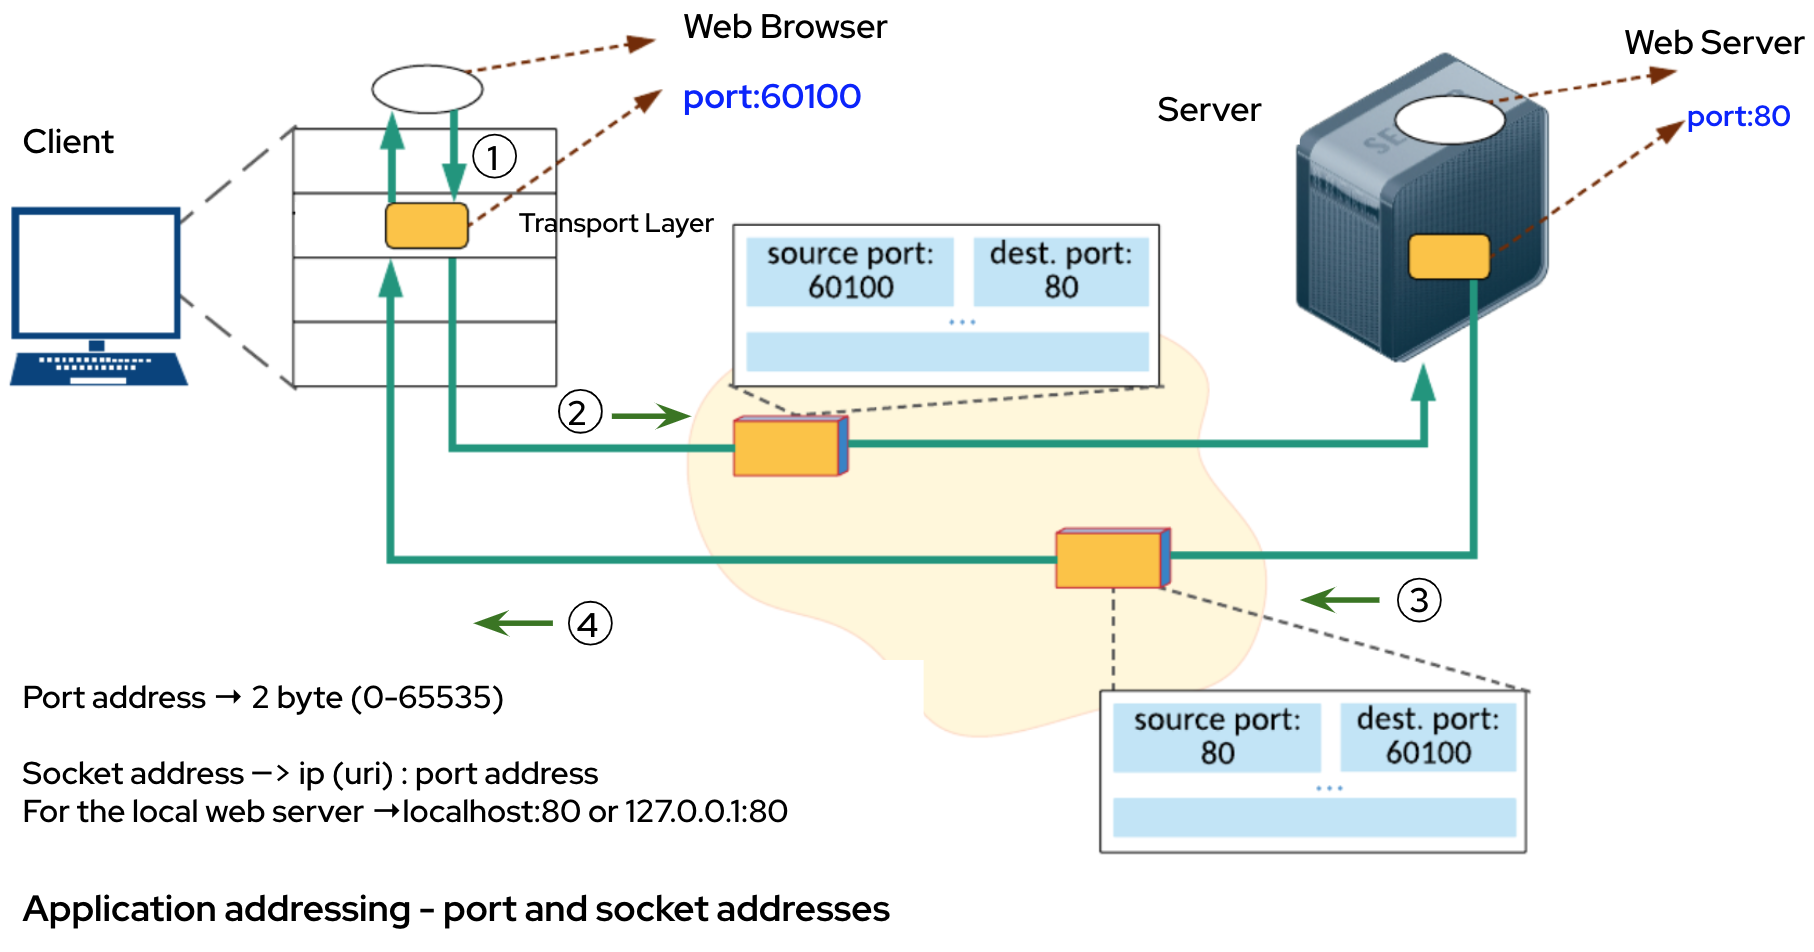 Web Browser
port:60100
Client
①
Transport Layer
Server
Web Server
port:80
SE
source port:
60100
dest. port:
80
...
②
③
④
source port:
80
dest. port:
60100
...
Port address → 2 byte (0-65535)
Socket address —> ip (uri) : port address
For the local web server →localhost:80 or 127.0.0.1:80
Application addressing - port and socket addresses